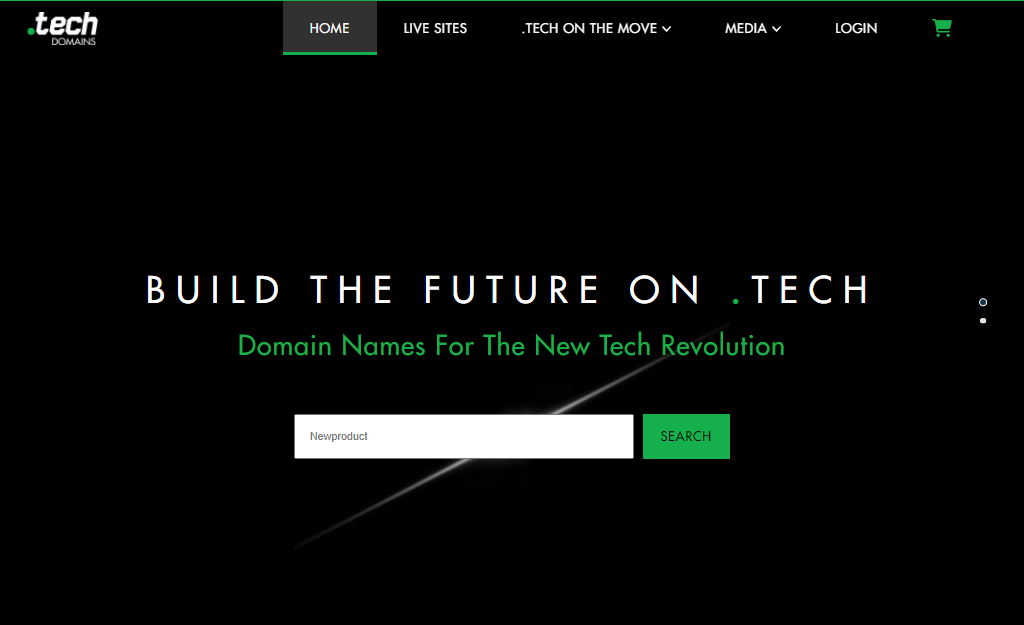 .tech
DOMAINS
HOME
LIVE SITES
.TECH ON THE MOVE
MEDIA
LOGIN
BUILD THE FUTURE ON .TECH
Domain Names For The New Tech Revolution
Newproduct
SEARCH